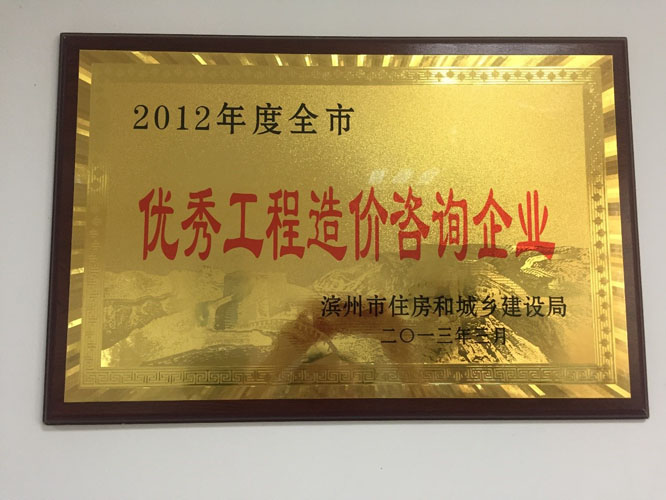 2012年度全市
优秀工程造价咨询企业
滨州市住房和城乡建设局
二〇一三年三月